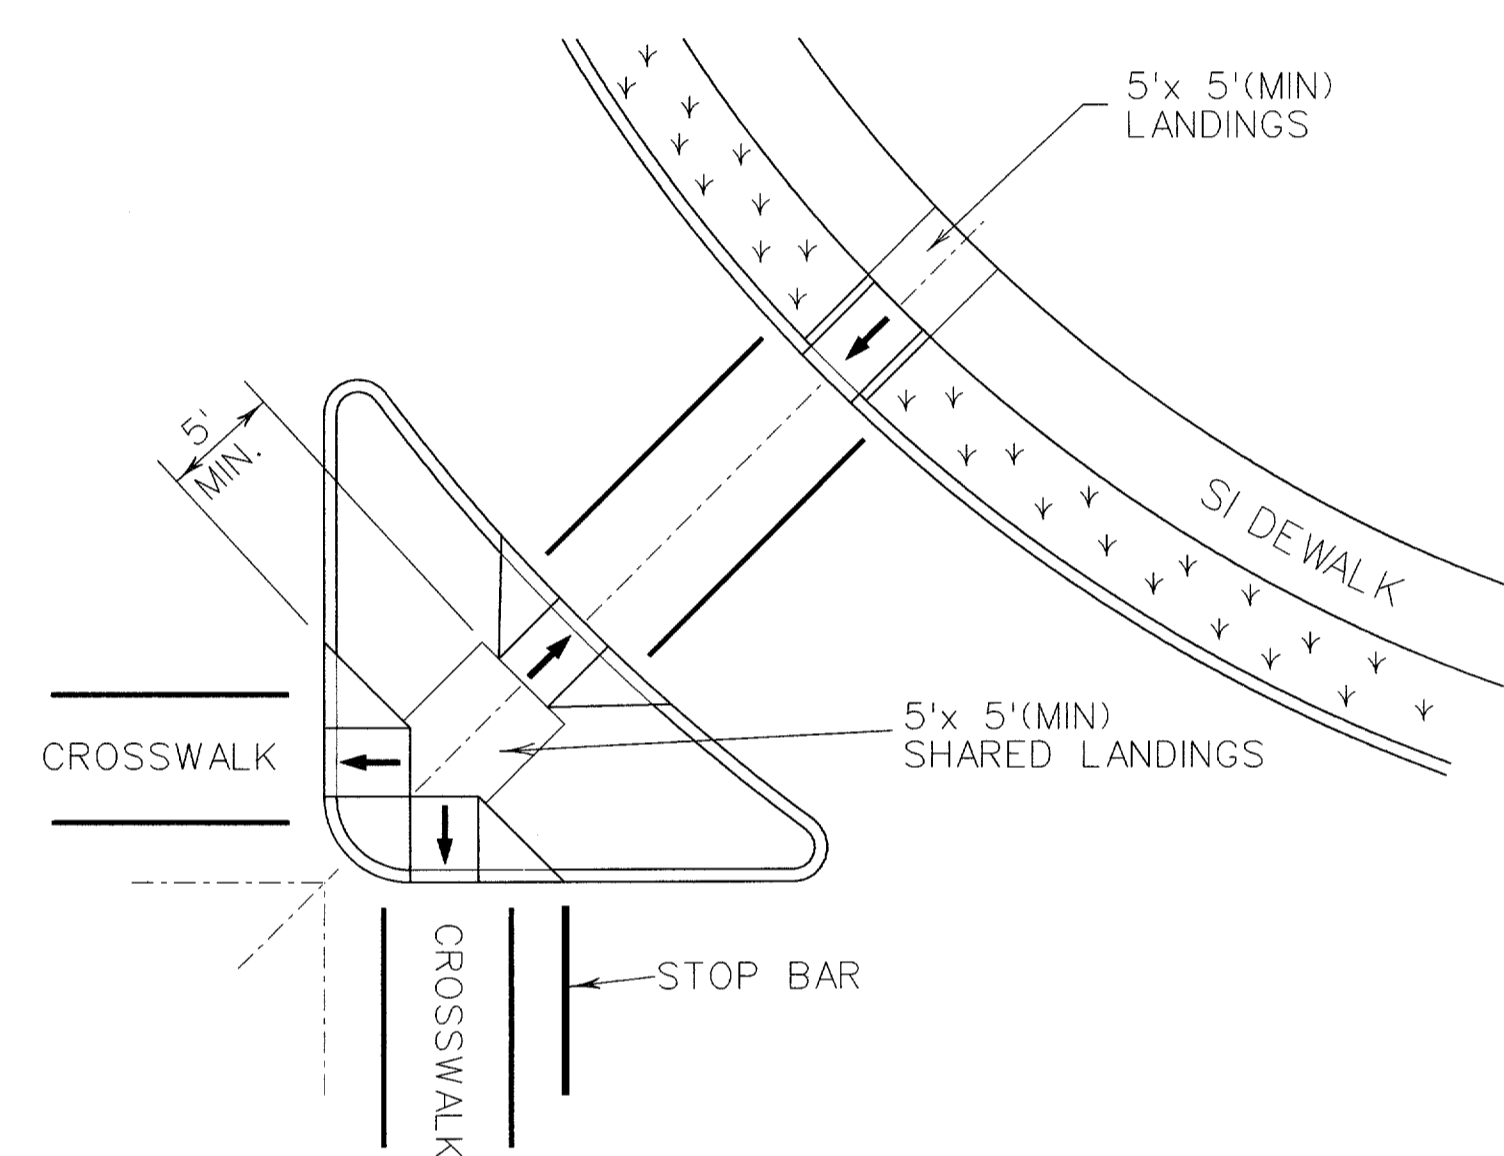 5'x 5'(MIN)
LANDINGS
5'
MIN.
SIDEWALK
5'x 5'(MIN)
SHARED LANDINGS
CROSSWALK
STOP BAR
CROSSWALK